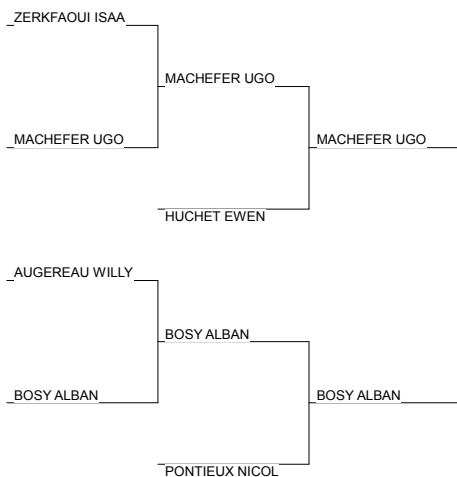 ZERKFAOUI ISAA
MACHEFER UGO
MACHEFER UGO
MACHEFER UGO
HUCHET EWEN
AUGEREAU WILLY
BOSY ALBAN
BOSY ALBAN
BOSY ALBAN
PONTIEUX NICOL